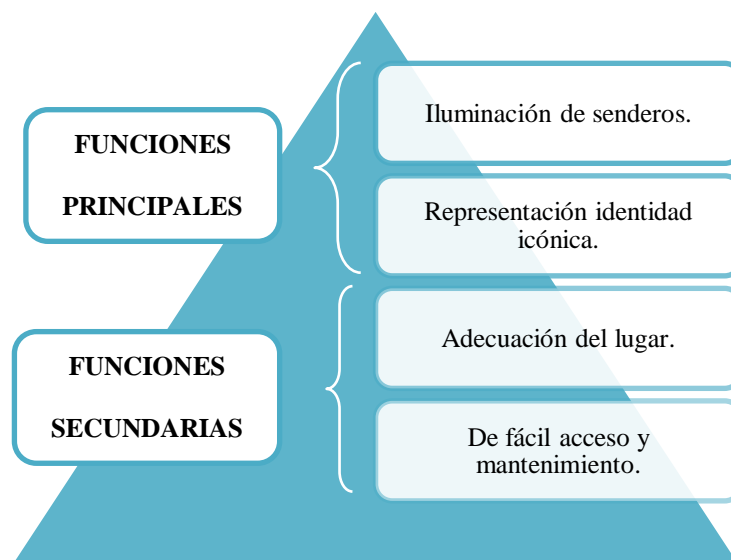 FUNCIONES
PRINCIPALES
Iluminación de senderos.
Representación identidad
icónica.
FUNCIONES
SECUNDARIAS
Adecuación del lugar.
De fácil acceso y
mantenimiento.